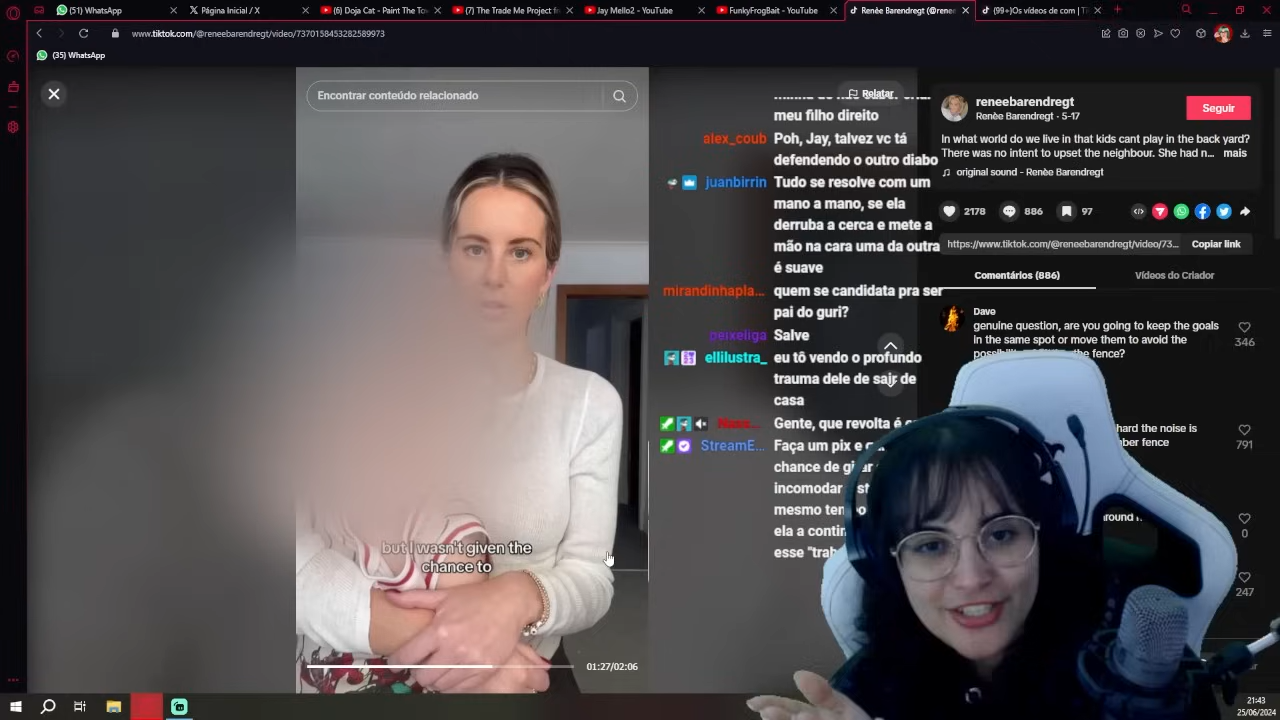 (51) WhatsApp
Página Inicial / X
(6) Doja Cat - Paint The To
(7) The Trade Me Project fr
Jay Mello2 - YouTube
FunkyFrogBait - YouTube
Renèe Barendregt (@rene
(99+)Os vídeos de com | Ti
www.tiktok.com/@reneebarendregt/video/7370158453282589973
(35) WhatsApp
Encontrar conteúdo relacionado
Relatar
meu filho direito
alex_coub Poh, Jay, talvez vc tá
defendendo o outro diabo
juanbirrin Tudo se resolve com um
mano a mano, se ela
derruba a cerca e mete a
mão na cara uma da outra
é suave
mirandinhapla... quem se candidata pra ser
pai do guri?
peixeliga Salve
ellilustra_ eu tô vendo o profundo
trauma dele de sair de
casa
Gente, que revolta é
StreamE... Faça um pix e
chance de
incomodar
mesmo
ela a
esse
but I wasn't given the
chance to
01:27/02:06
reneebarendregt
Renèe Barendregt · 5-17
Seguir
In what world do we live in that kids cant play in the back yard?
There was no intent to upset the neighbour. She had n... mais
original sound - Renèe Barendregt
2178
886
97
https://www.tiktok.com/@reneebarendregt/video/73...
Copiar link
Comentários (886)
Vídeos do Criador
Dave
genuine question, are you going to keep the goals
in the same spot or move them to avoid the
the fence?
346
hard the noise is
fence
791
0
247
21:43
25/06/2024